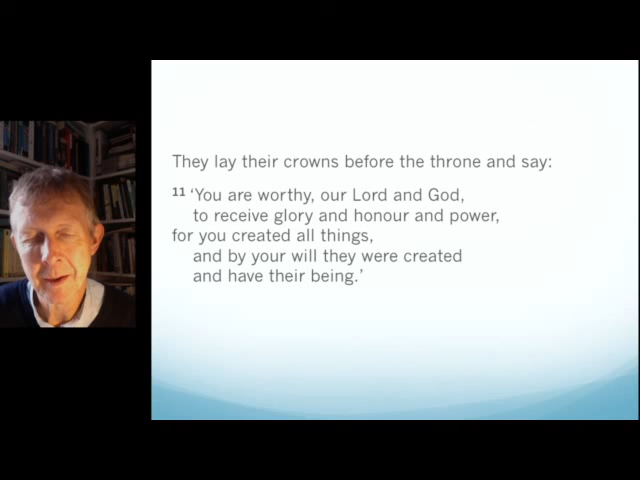 They lay their crowns before the throne and say:
11 ‘You are worthy, our Lord and God,
to receive glory and honour and power,
for you created all things,
and by your will they were created
and have their being.’